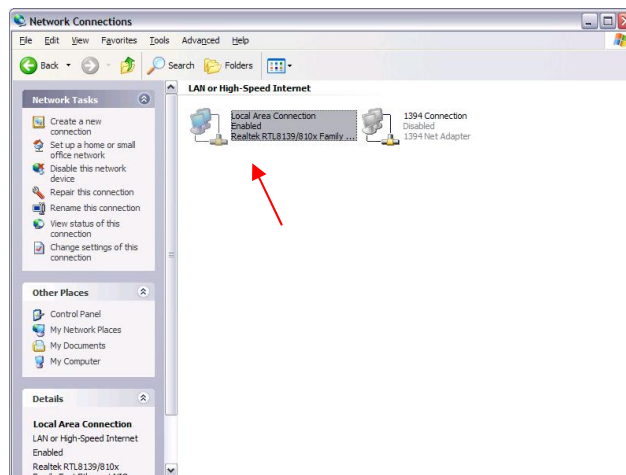 Network Connections
File Edit View Favorites Tools Advanced Help
Back Search Folders
Network Tasks
Create a new
connection
Set up a home or small
office network
Disable this network
device
Repair this connection
Rename this connection
View status of this
connection
Change settings of this
connection
Other Places
Control Panel
My Network Places
My Documents
My Computer
Details
Local Area Connection
LAN or High-Speed Internet
Enabled
Realtek RTL8139/810x
LAN or High-Speed Internet
Local Area Connection
Enabled
Realtek RTL8139/810x Family ...
1394 Connection
Disabled
1394 Net Adapter